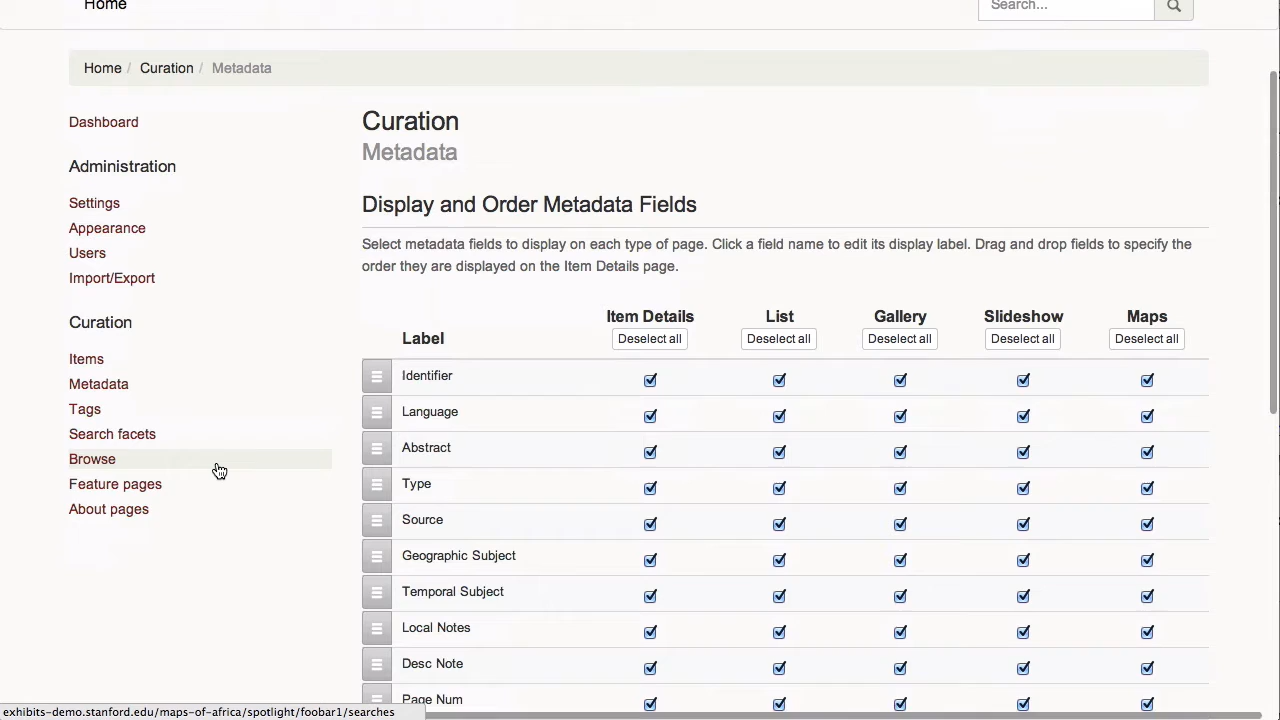 Home
Search...
Home / Curation / Metadata
Dashboard
Administration
Settings
Appearance
Users
Import/Export
Curation
Items
Metadata
Tags
Search facets
Browse
Feature pages
About pages
Curation
Metadata
Display and Order Metadata Fields
Select metadata fields to display on each type of page. Click a field name to edit its display label. Drag and drop fields to specify the
order they are displayed on the Item Details page.
Label
Item Details List Gallery Slideshow Maps
Deselect all Deselect all Deselect all Deselect all Deselect all
Identifier
Language
Abstract
Type
Source
Geographic Subject
Temporal Subject
Local Notes
Desc Note
Page Num
exhibits-demo.stanford.edu/maps-of-africa/spotlight/foobar1/searches